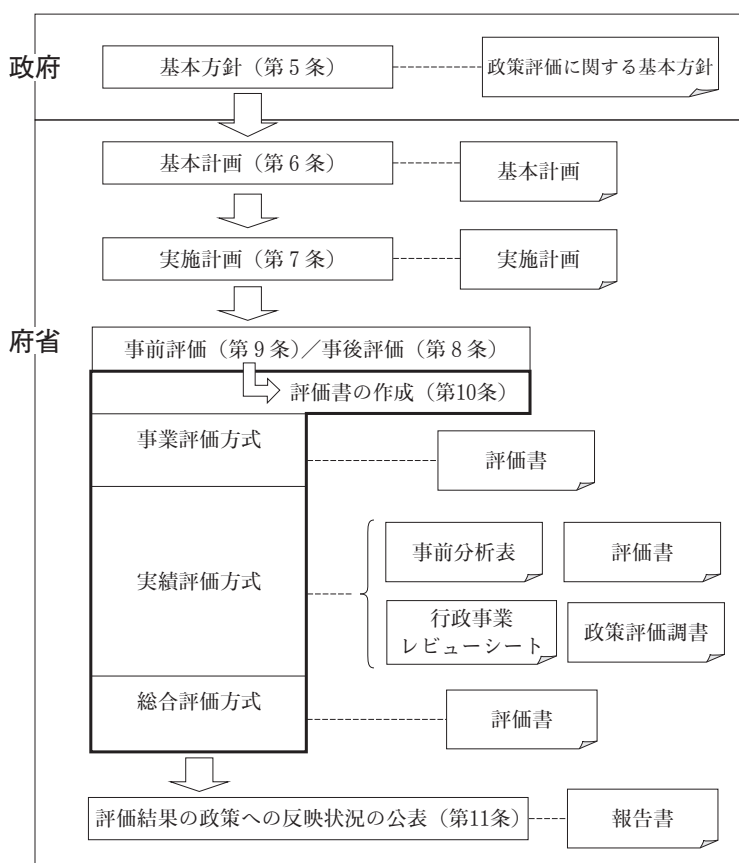 政府
基本方針(第5条)
政策評価に関する基本方針
基本計画(第6条)
基本計画
実施計画(第7条)
実施計画
府省
事前評価(第9条)/事後評価(第8条)
評価書の作成(第10条)
事業評価方式
評価書
実績評価方式
事前分析表
評価書
行政事業
レビューシート
政策評価調書
総合評価方式
評価書
評価結果の政策への反映状況の公表(第11条)
報告書